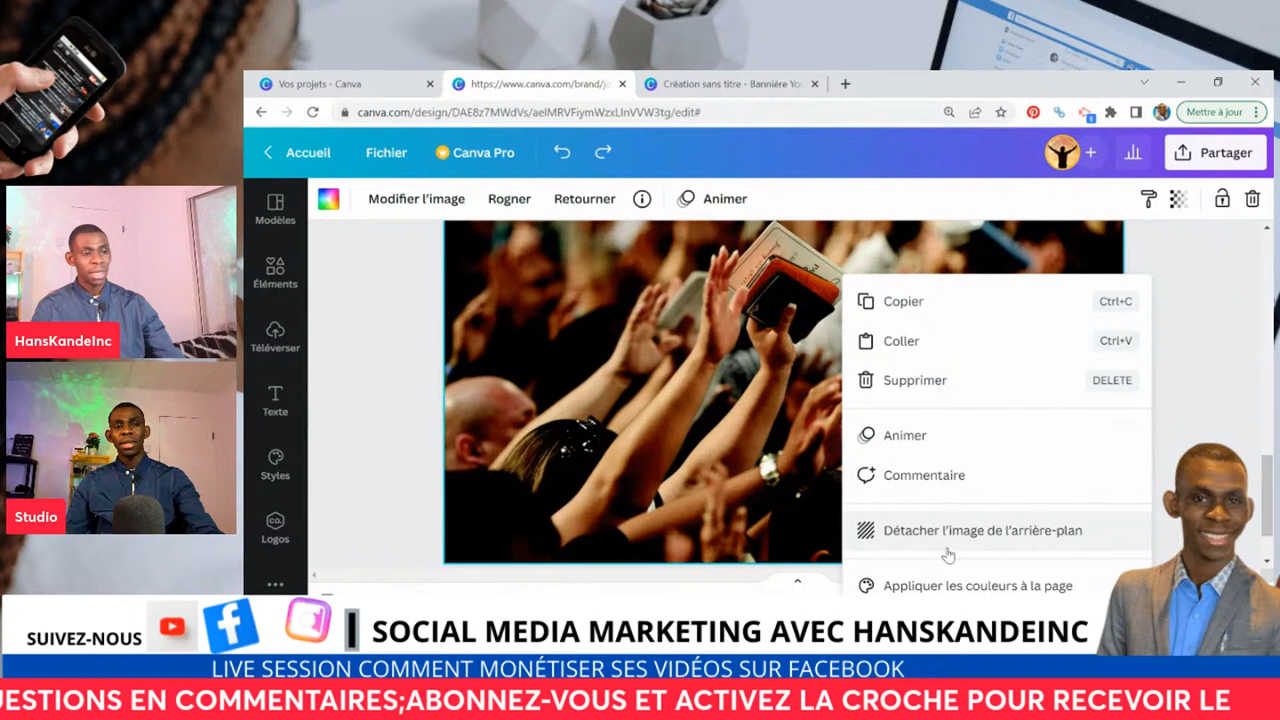 Vos projets - Canva
https://www.canva.com/brand/jo
Création sans titre - Bannière Yo
canva.com/design/DAE8z7MWdVs/aelMRVFiymWzxLlnVVW3tg/edit#
Mettre à jour
Accueil
Fichier
Canva Pro
Partager
Modifier l'image
Rogner
Retourner
Animer
Modèles
Éléments
Téléverser
Texte
Styles
CO.
Logos
Copier Ctrl+C
Coller Ctrl+V
Supprimer DELETE
Animer
Commentaire
Détacher l'image de l'arrière-plan
Appliquer les couleurs à la page
HansKandeInc
Studio
SUIVEZ-NOUS
SOCIAL MEDIA MARKETING AVEC HANSKANDEINC
LIVE SESSION COMMENT MONÉTISER SES VIDÉOS SUR FACEBOOK
UESTIONS EN COMMENTAIRES;ABONNEZ-VOUS ET ACTIVEZ LA CROCHE POUR RECEVOIR LE